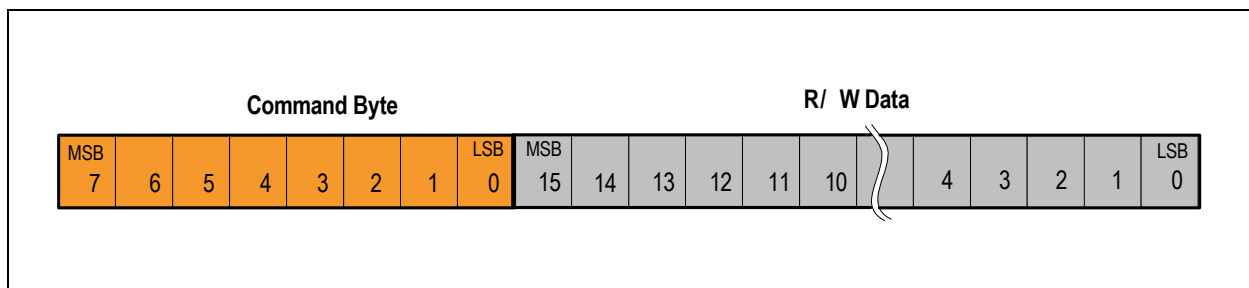 Command Byte
R/ W Data
MSB LSB MSB LSB
7 6 5 4 3 2 1 0 15 14 13 12 11 10 4 3 2 1 0